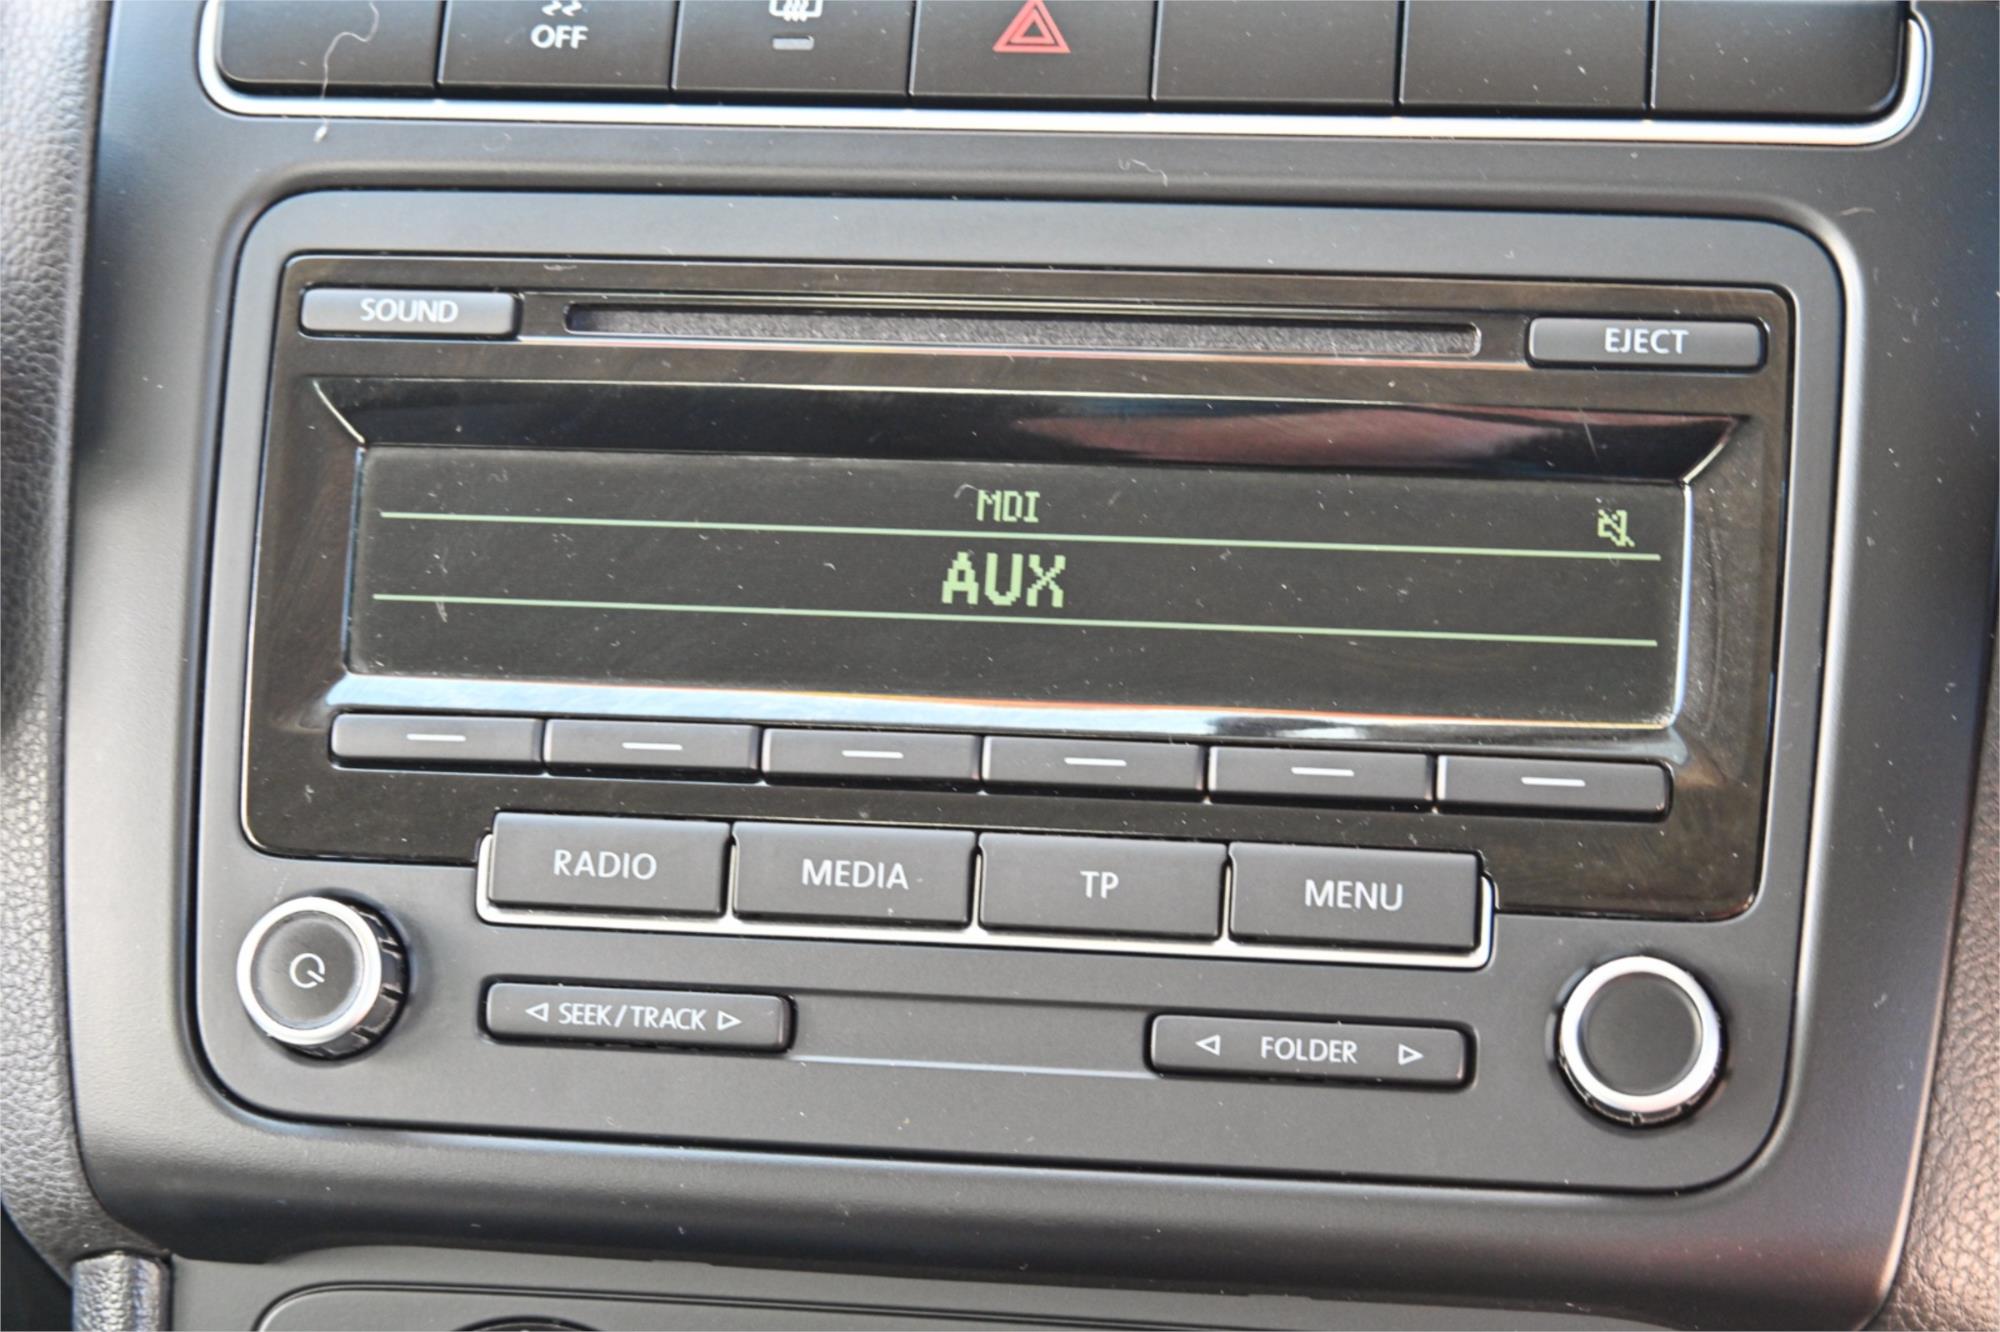 OFF
SOUND
EJECT
MDI
AUX
RADIO
MEDIA
TP
MENU
SEEK/TRACK
FOLDER